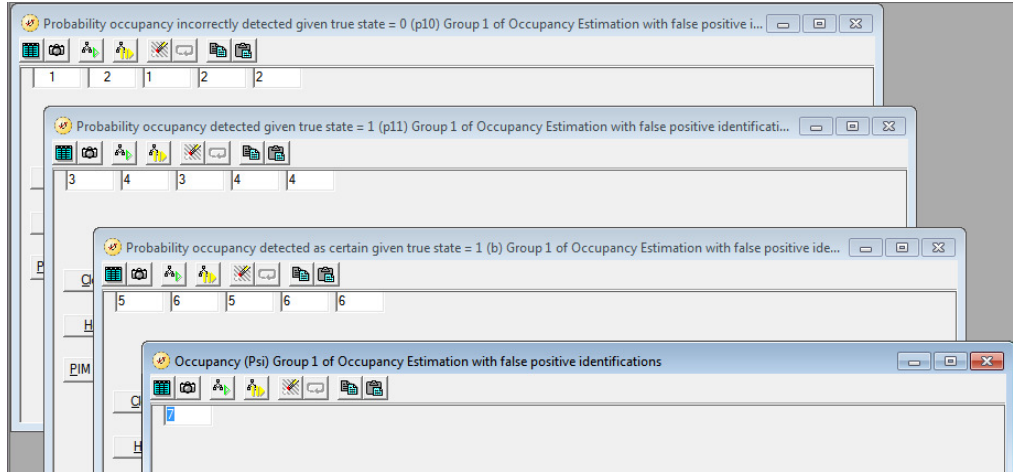 Probability occupancy incorrectly detected given true state = 0 (p10) Group 1 of Occupancy Estimation with false positive i...
1 2 1 2 2
Probability occupancy detected given true state = 1 (p11) Group 1 of Occupancy Estimation with false positive identificati...
3 4 3 4 4
P
Probability occupancy detected as certain given true state = 1 (b) Group 1 of Occupancy Estimation with false positive ide...
Cl
5 6 5 6 6
H
Occupancy (Psi) Group 1 of Occupancy Estimation with false positive identifications
PIM
Cl
7
H